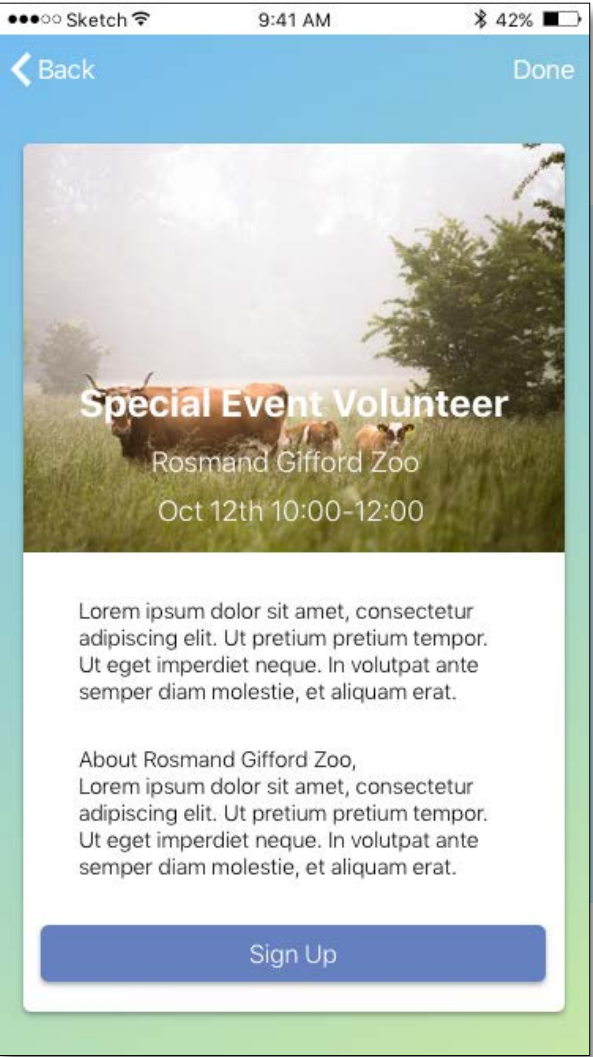 Sketch 9:41 AM 42%
Back Done
Special Event Volunteer
Rosmand Gifford Zoo
Oct 12th 10:00-12:00
Lorem ipsum dolor sit amet, consectetur
adipiscing elit. Ut pretium pretium tempor.
Ut eget imperdiet neque. In volutpat ante
semper diam molestie, et aliquam erat.
About Rosmand Gifford Zoo,
Lorem ipsum dolor sit amet, consectetur
adipiscing elit. Ut pretium pretium tempor.
Ut eget imperdiet neque. In volutpat ante
semper diam molestie, et aliquam erat.
Sign Up